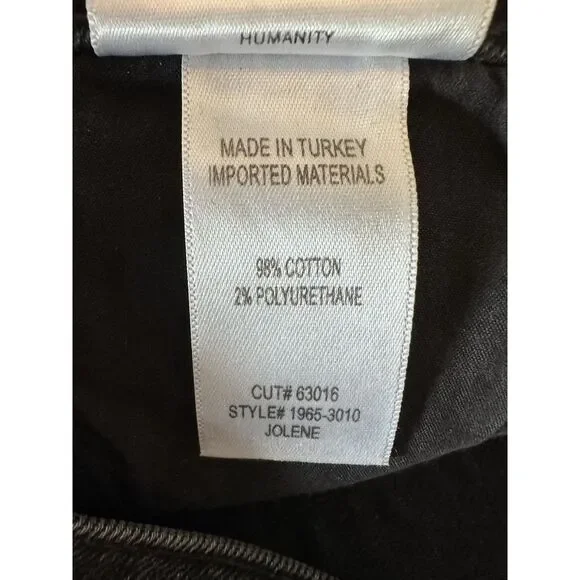 HUMANITY
MADE IN TURKEY
IMPORTED MATERIALS
98% COTTON
2% POLYURETHANE
CUT# 63016
STYLE# 1965-3010
JOLENE